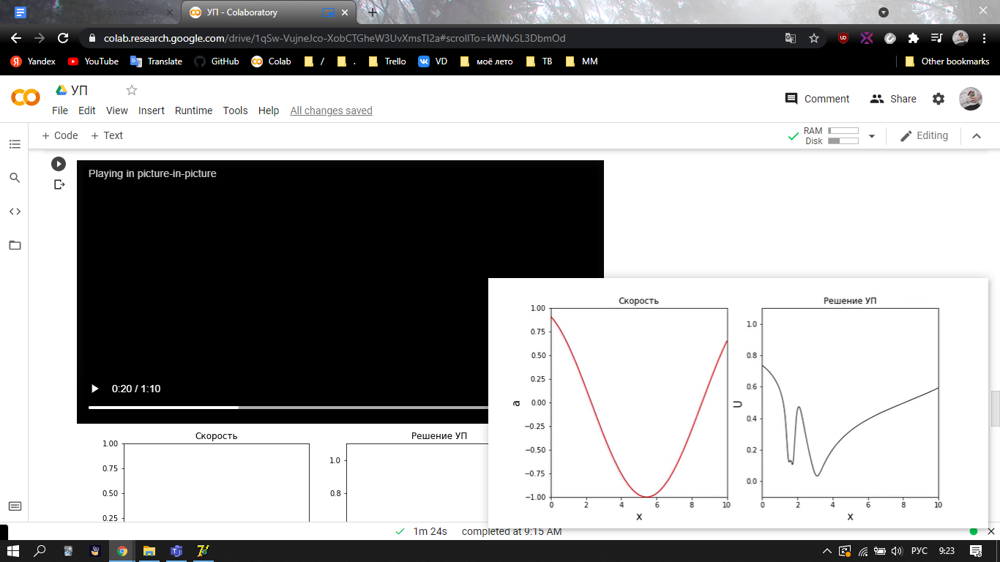 УП - Colaboratory
colab.research.google.com/drive/1qSw-VujneJco-XobCTGheW3UvXmsTl2a#scrollTo=kWNvSL3DbmOd
Yandex YouTube Translate GitHub Colab / . Trello VD моё лето ТВ ММ Other bookmarks
УП
Comment Share
File Edit View Insert Runtime Tools Help All changes saved
+ Code + Text
RAM
Disk
Editing
Playing in picture-in-picture
0:20 / 1:10
Скорость
1.00
0.75
0.50
0.25
Решение УП
1.0
0.8
Скорость
1.00
0.75
0.50
0.25
0.00
−0.25
−0.50
−0.75
−1.00
a
0 2 4 6 8 10
x
Решение УП
1.0
0.8
0.6
0.4
0.2
0.0
U
0 2 4 6 8 10
x
1m 24s completed at 9:15 AM
РУС 9:23